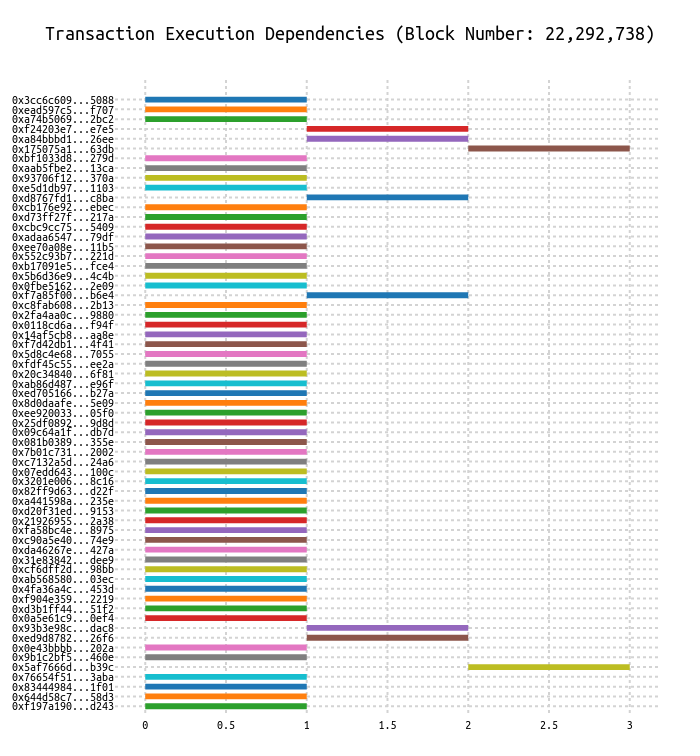 Transaction Execution Dependencies (Block Number: 22,292,738)
0x3cc6c609...5088
0xead597c5...f707
0xa74b5069...2bc2
0xf24203e7...e7e5
0xa84bbbd1...26ee
0x175075a1...63db
0xbf1033d8...279d
0xaab5fbe2...13ca
0x93706f12...370a
0xe5d1db97...1103
0xd8767fd1...c8ba
0xcb176e92...ebec
0xd73ff27f...217a
0xcbc9cc75...5409
0xadaa6547...79df
0xee70a08e...11b5
0x552c93b7...221d
0xb17091e5...fce4
0x5b6d36e9...4c4b
0x0fbe5162...2e09
0xf7a85f00...b6e4
0xc8fab608...2b13
0x2fa4aa0c...9880
0x0118cd6a...f94f
0x14af5cb8...aa8e
0xf7d42db1...4f41
0x5d8c4e68...7055
0xfdf45c55...ee2a
0x20c34840...6f81
0xab86d487...e96f
0xed705166...b27a
0x8d0daafe...5e09
0xee920033...05f0
0x25df0892...9d8d
0x09c64a1f...db7d
0x081b0389...355e
0x7b01c731...2002
0xc7132a5d...24a6
0x07edd643...100c
0x3201e006...8c16
0x82ff9d63...d22f
0xa441598a...235e
0xd20f31ed...9153
0x21926955...2a38
0xfa58bc4e...8975
0xc90a5e40...74e9
0xda46267e...427a
0x31e83842...dee9
0xcf6dff2d...98bb
0xab568580...03ec
0x4fa36a4c...453d
0xf904e359...2219
0xd3b1ff44...51f2
0x0a5e61c9...0ef4
0x93b3e98c...dac8
0xed9d8782...26f6
0x0e43bbbb...202a
0x9b1c2bf5...460e
0x5af7666d...b39c
0x76654f51...3aba
0x83444984...1f01
0x644d58c7...58d3
0xf197a190...d243
0 0.5 1 1.5 2 2.5 3